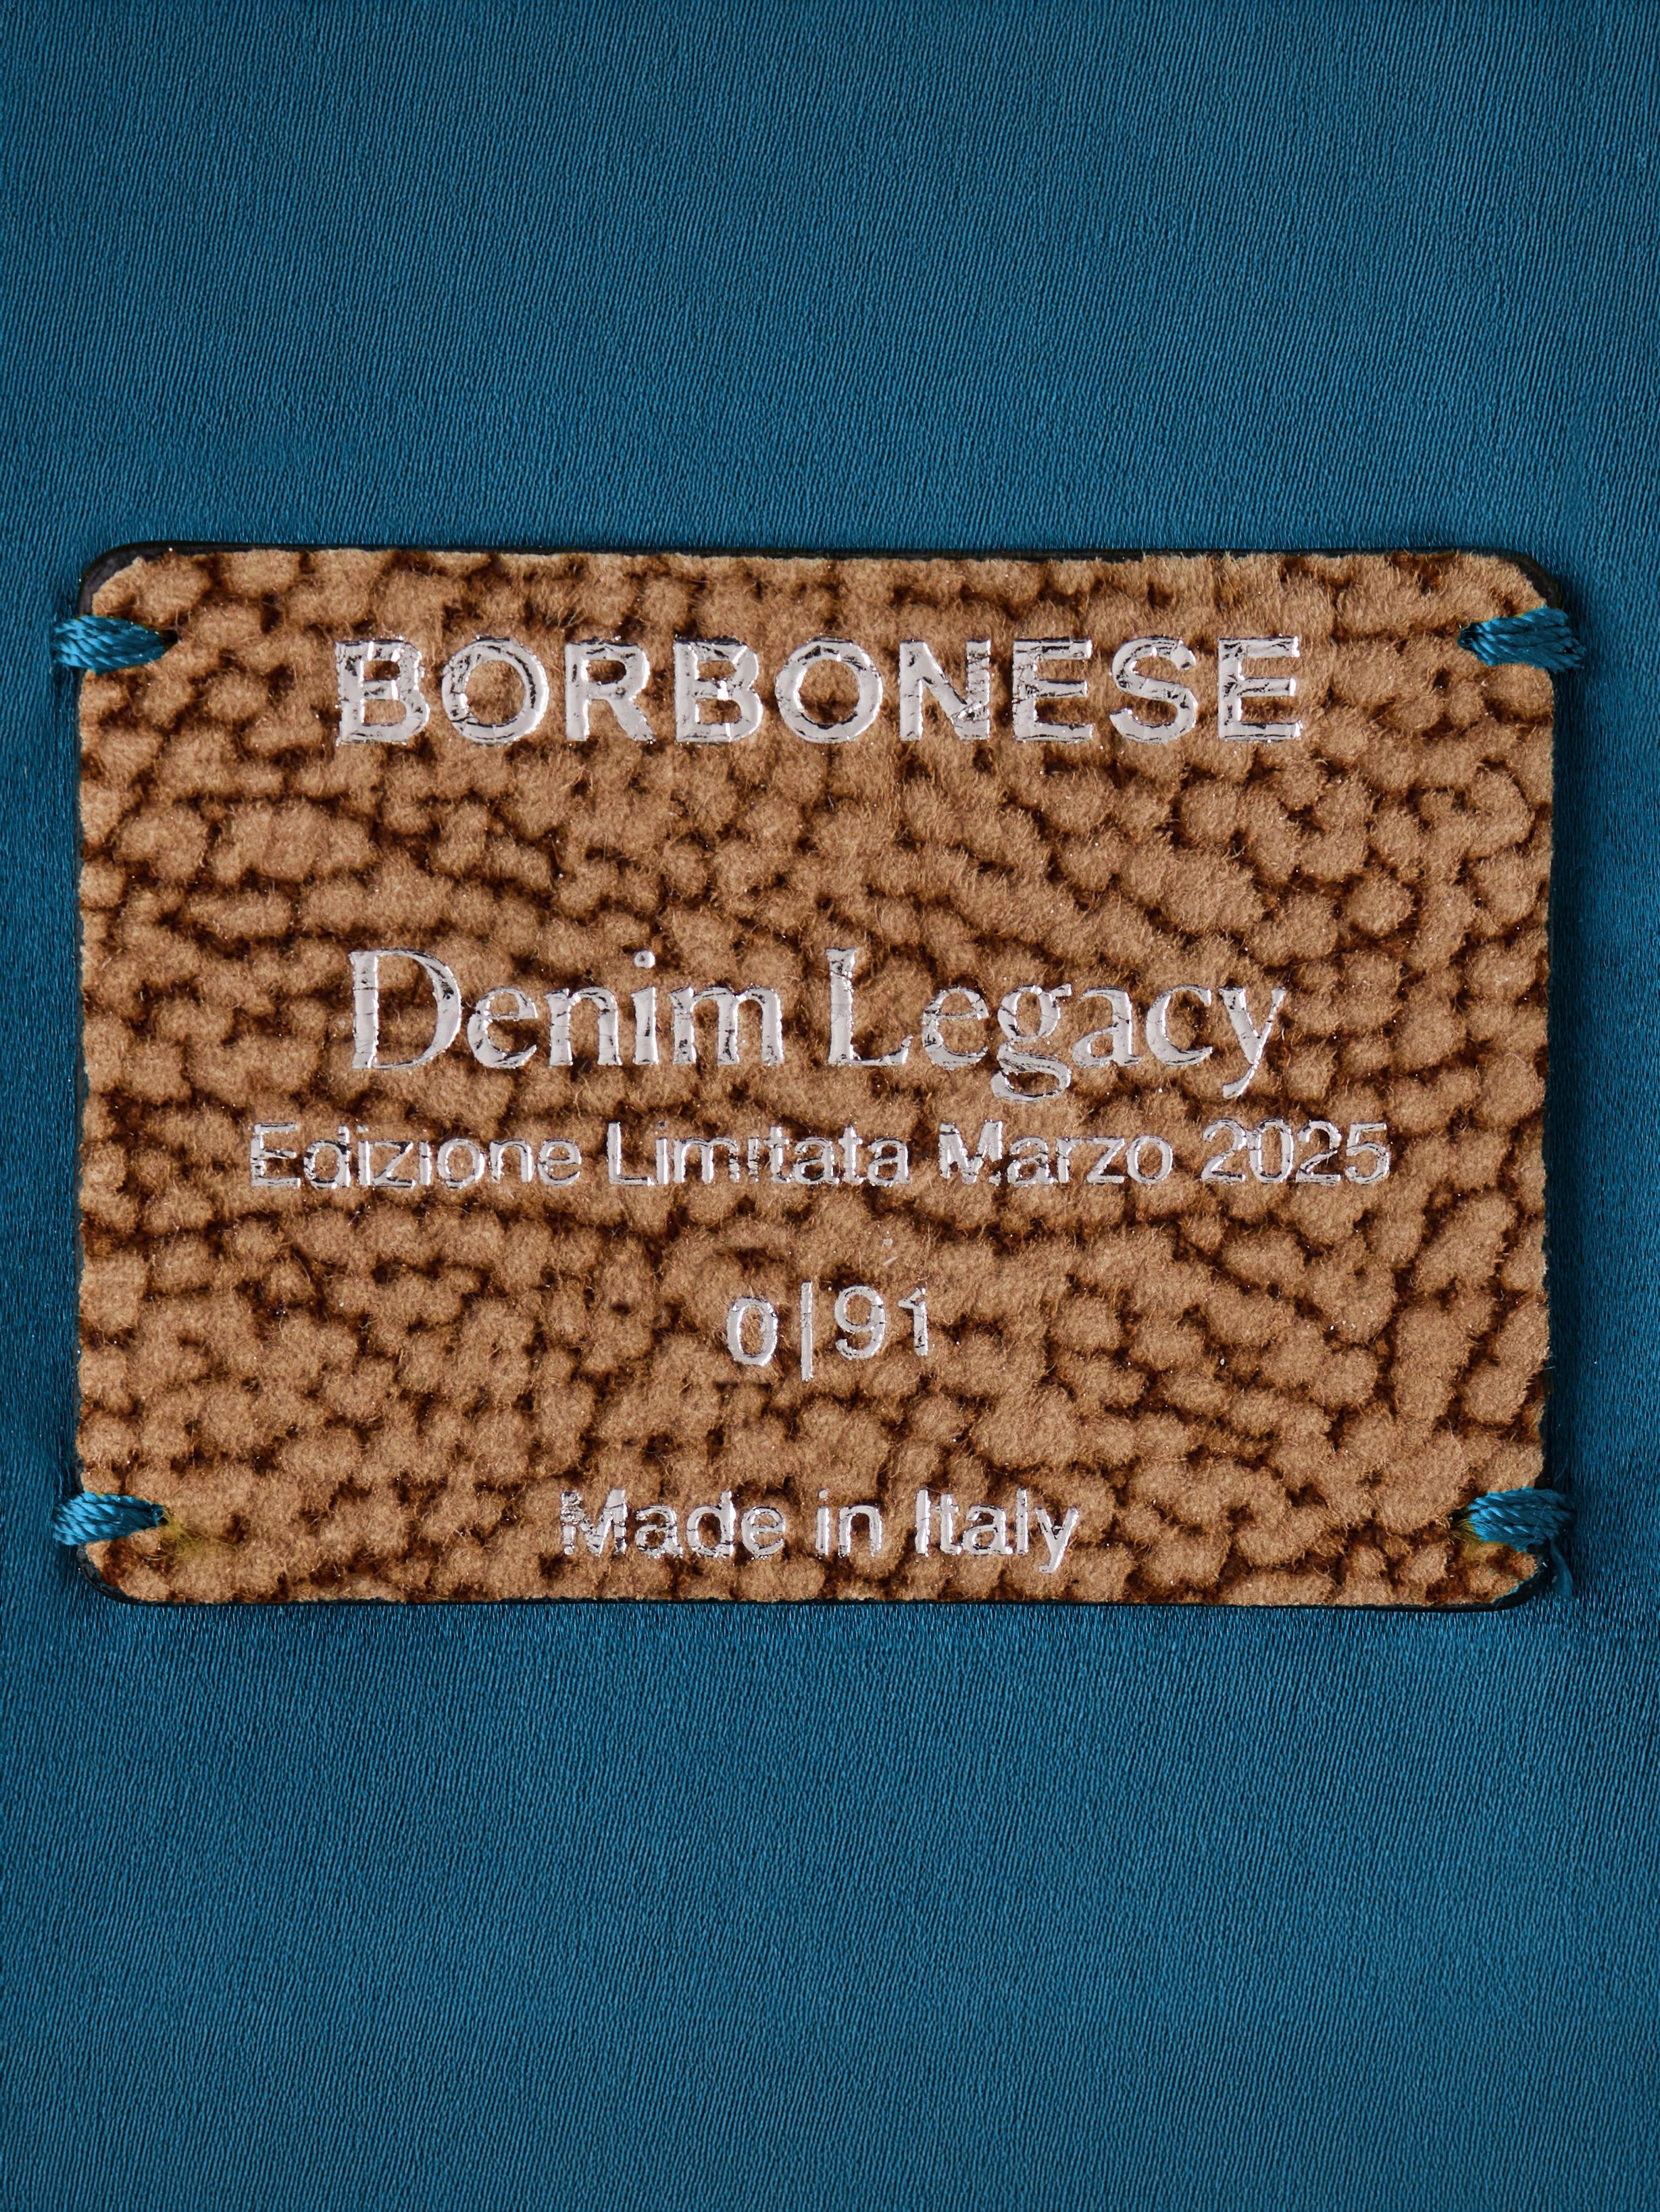 BORBONESE
Denim Legacy
Edizione Limitata Marzo 2025
0|91
Made in Italy